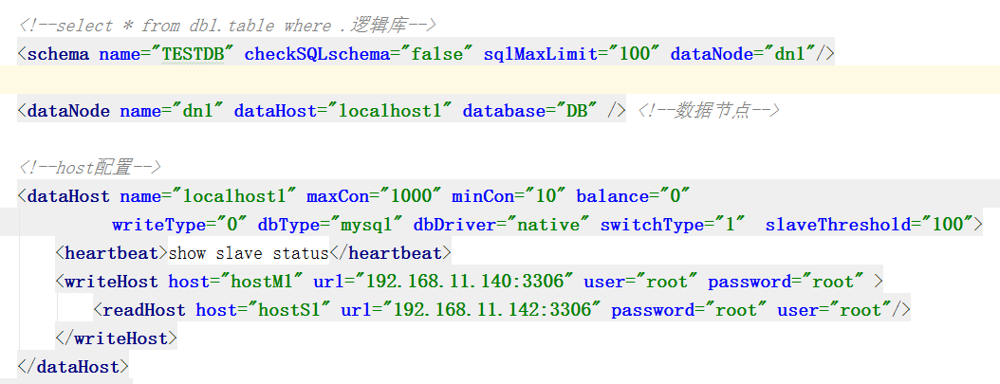 <!--select * from db1.table where .逻辑库-->
<schema name="TESTDB" checkSQLschema="false" sqlMaxLimit="100" dataNode="dn1"/>
<dataNode name="dn1" dataHost="localhost1" database="DB" /> <!--数据节点-->
<!--host配置-->
<dataHost name="localhost1" maxCon="1000" minCon="10" balance="0"
writeType="0" dbType="mysql" dbDriver="native" switchType="1"  slaveThreshold="100">
<heartbeat>show slave status</heartbeat>
<writeHost host="hostM1" url="192.168.11.140:3306" user="root" password="root" >
<readHost host="hostS1" url="192.168.11.142:3306" password="root" user="root"/>
</writeHost>
</dataHost>